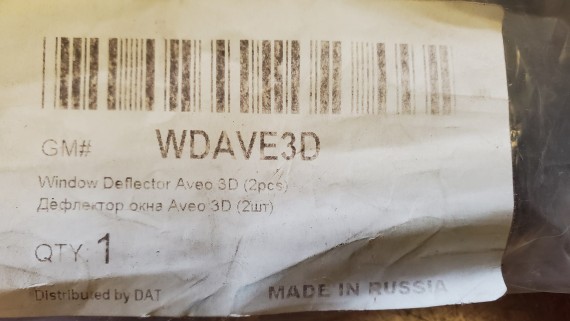 GM# WDAVE3D
Window Deflector Aveo 3D (2pcs)
Дефлектор окна Aveo 3D (2шт)
QTY 1
Distributed by DAT MADE IN RUSSIA